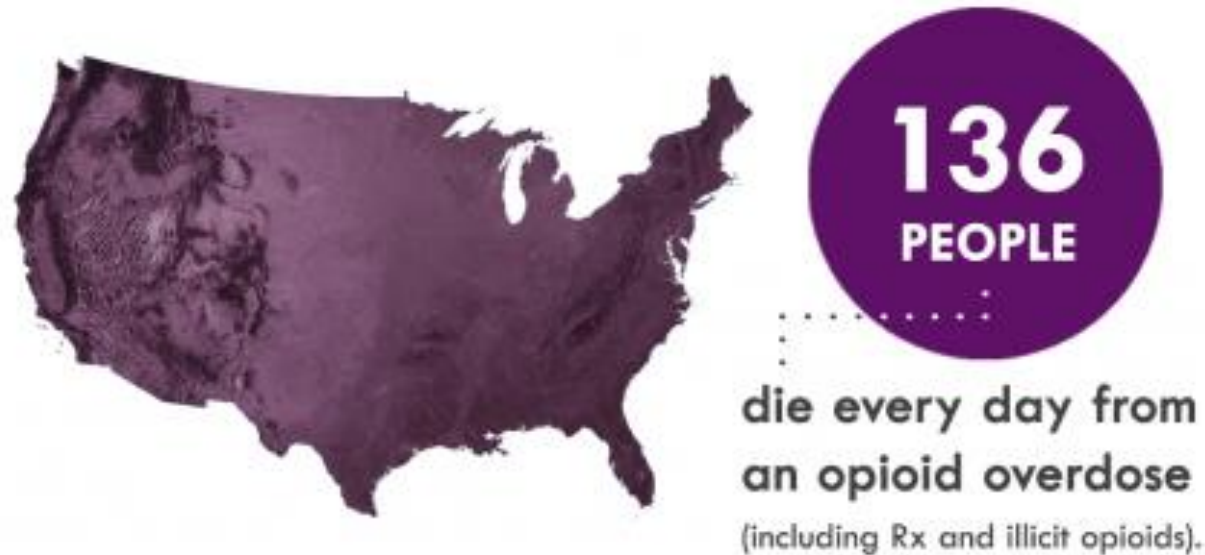 136
PEOPLE
die every day from
an opioid overdose
(including Rx and illicit opioids).